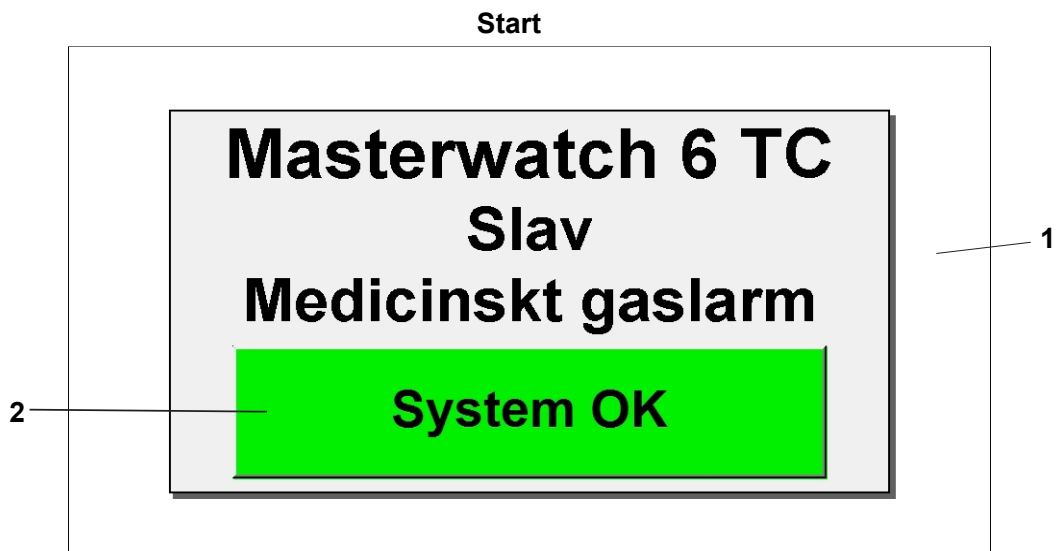 Start
Masterwatch 6 TC
Slav
Medicinskt gaslarm
1
System OK
2